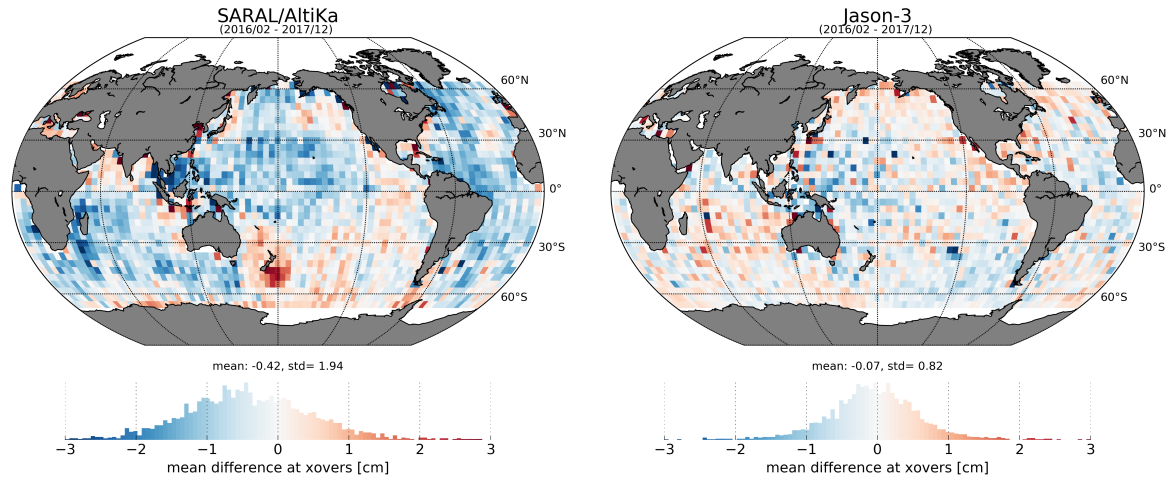 SARAL/AltiKa
(2016/02 - 2017/12)
60°N
30°N
0°
30°S
60°S
mean: -0.42, std= 1.94
−3 −2 −1 0 1 2 3
mean difference at xovers [cm]
Jason-3
(2016/02 - 2017/12)
60°N
30°N
0°
30°S
60°S
mean: -0.07, std= 0.82
−3 −2 −1 0 1 2 3
mean difference at xovers [cm]